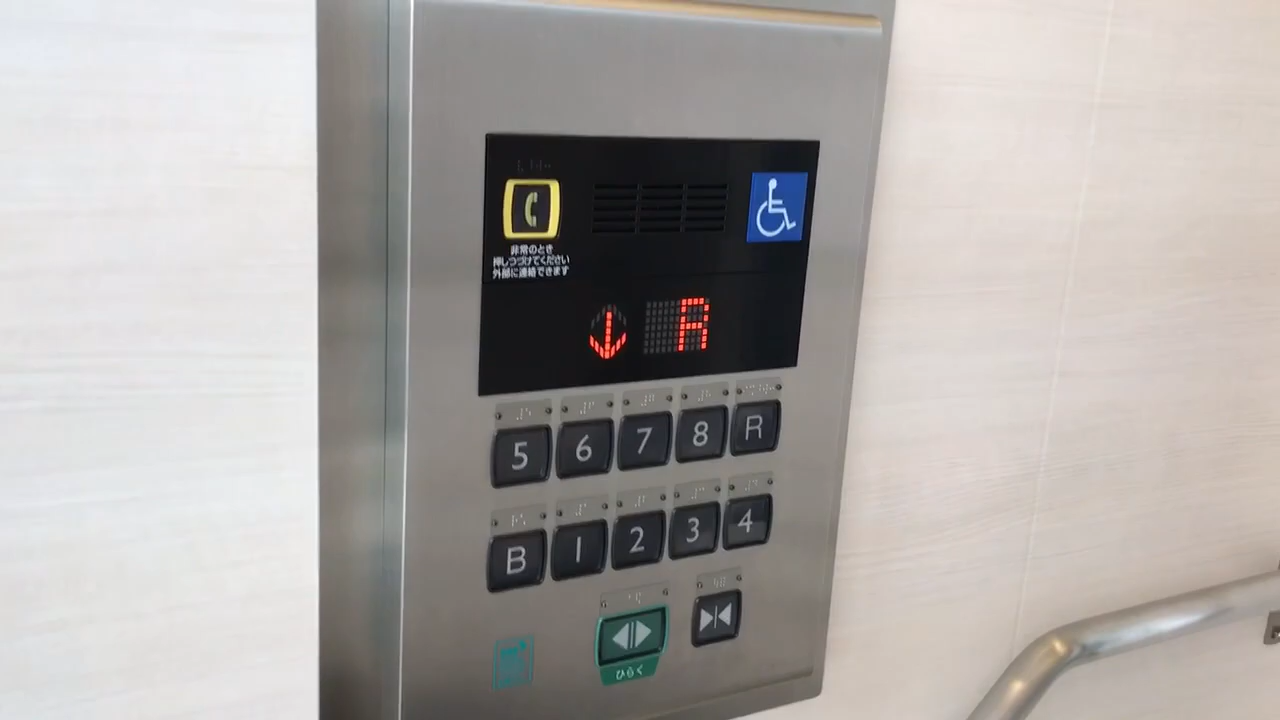 非常のとき
押しつづけてください
外部に連絡できます
R
5 6 7 8 R
B 1 2 3 4
ひらく